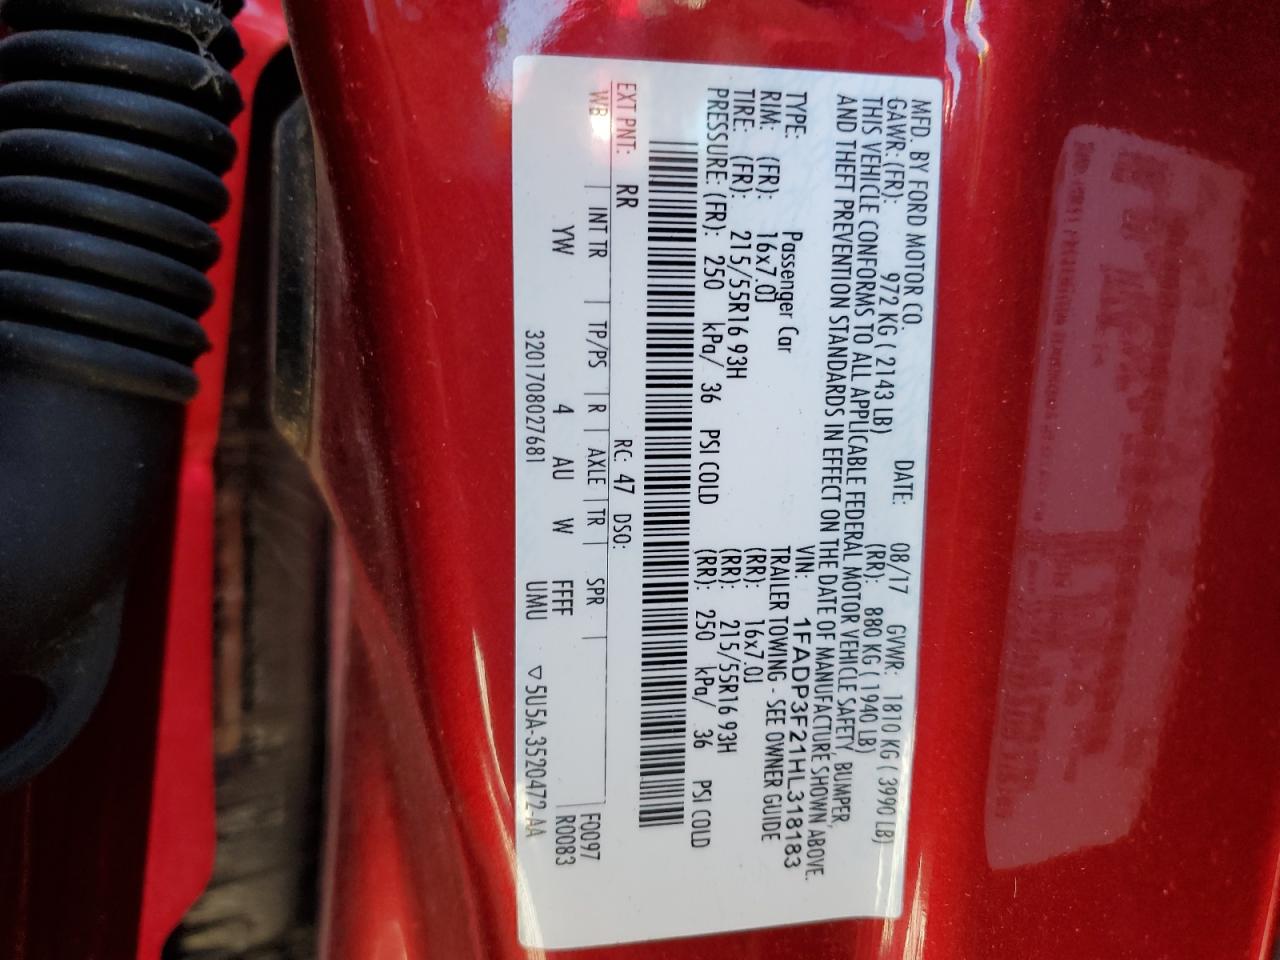 MFD. BY FORD MOTOR CO. DATE: 08/17 GVWR: 1810 KG ( 3990 LB)
GAWR: (FR): 972 KG ( 2143 LB) (RR): 880 KG ( 1940 LB)
THIS VEHICLE CONFORMS TO ALL APPLICABLE FEDERAL MOTOR VEHICLE SAFETY, BUMPER,
AND THEFT PREVENTION STANDARDS IN EFFECT ON THE DATE OF MANUFACTURE SHOWN ABOVE.
VIN: 1FADP3F21HL318183
TYPE: Passenger Car TRAILER TOWING - SEE OWNER GUIDE
RIM: (FR): 16x7.0J (RR): 16x7.0J
TIRE: (FR): 215/55R16 93H (RR): 215/55R16 93H
PRESSURE: (FR): 250 kPa/ 36 PSI COLD (RR): 250 kPa/ 36 PSI COLD
EXT PNT: RR RC: 47 DSO:
WB INT TR TP/PS R AXLE TR SPR F0097
YW 4 AU W FFFF R0083
3201708027681 UMU ▽5U5A-3520472-AA